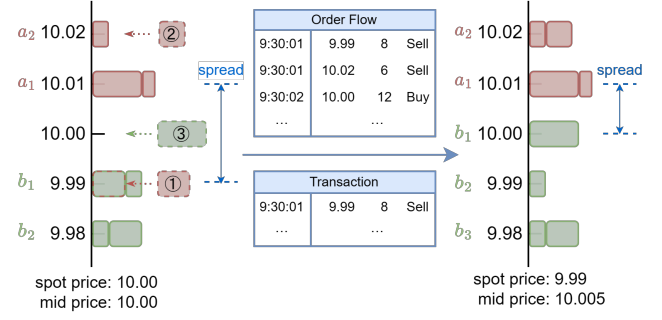 a2 10.02
②
a1 10.01
spread
10.00
③
b1 9.99
①
b2 9.98
spot price: 10.00
mid price: 10.00
Order Flow
9:30:01 9.99 8 Sell
9:30:01 10.02 6 Sell
9:30:02 10.00 12 Buy
... ...
Transaction
9:30:01 9.99 8 Sell
... ...
a2 10.02
a1 10.01
spread
b1 10.00
b2 9.99
b3 9.98
spot price: 9.99
mid price: 10.005